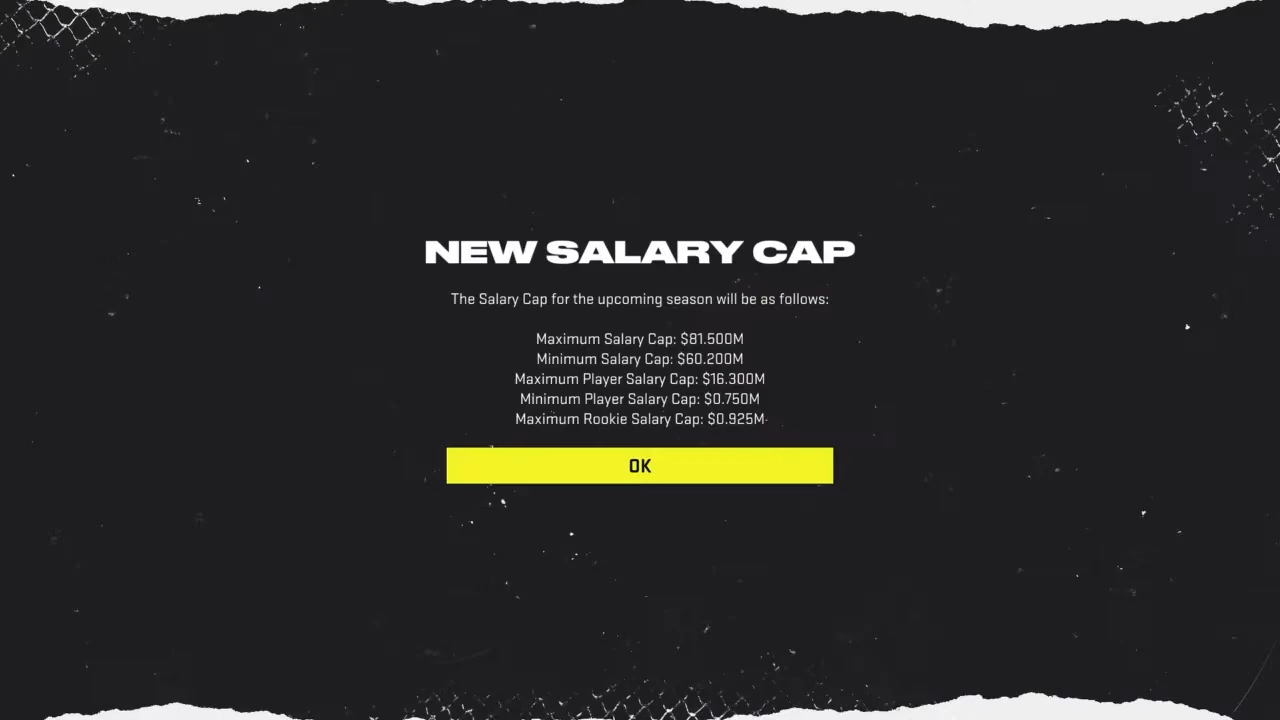 NEW SALARY CAP
The Salary Cap for the upcoming season will be as follows:
Maximum Salary Cap: $81.500M
Minimum Salary Cap: $60.200M
Maximum Player Salary Cap: $16.300M
Minimum Player Salary Cap: $0.750M
Maximum Rookie Salary Cap: $0.925M
OK